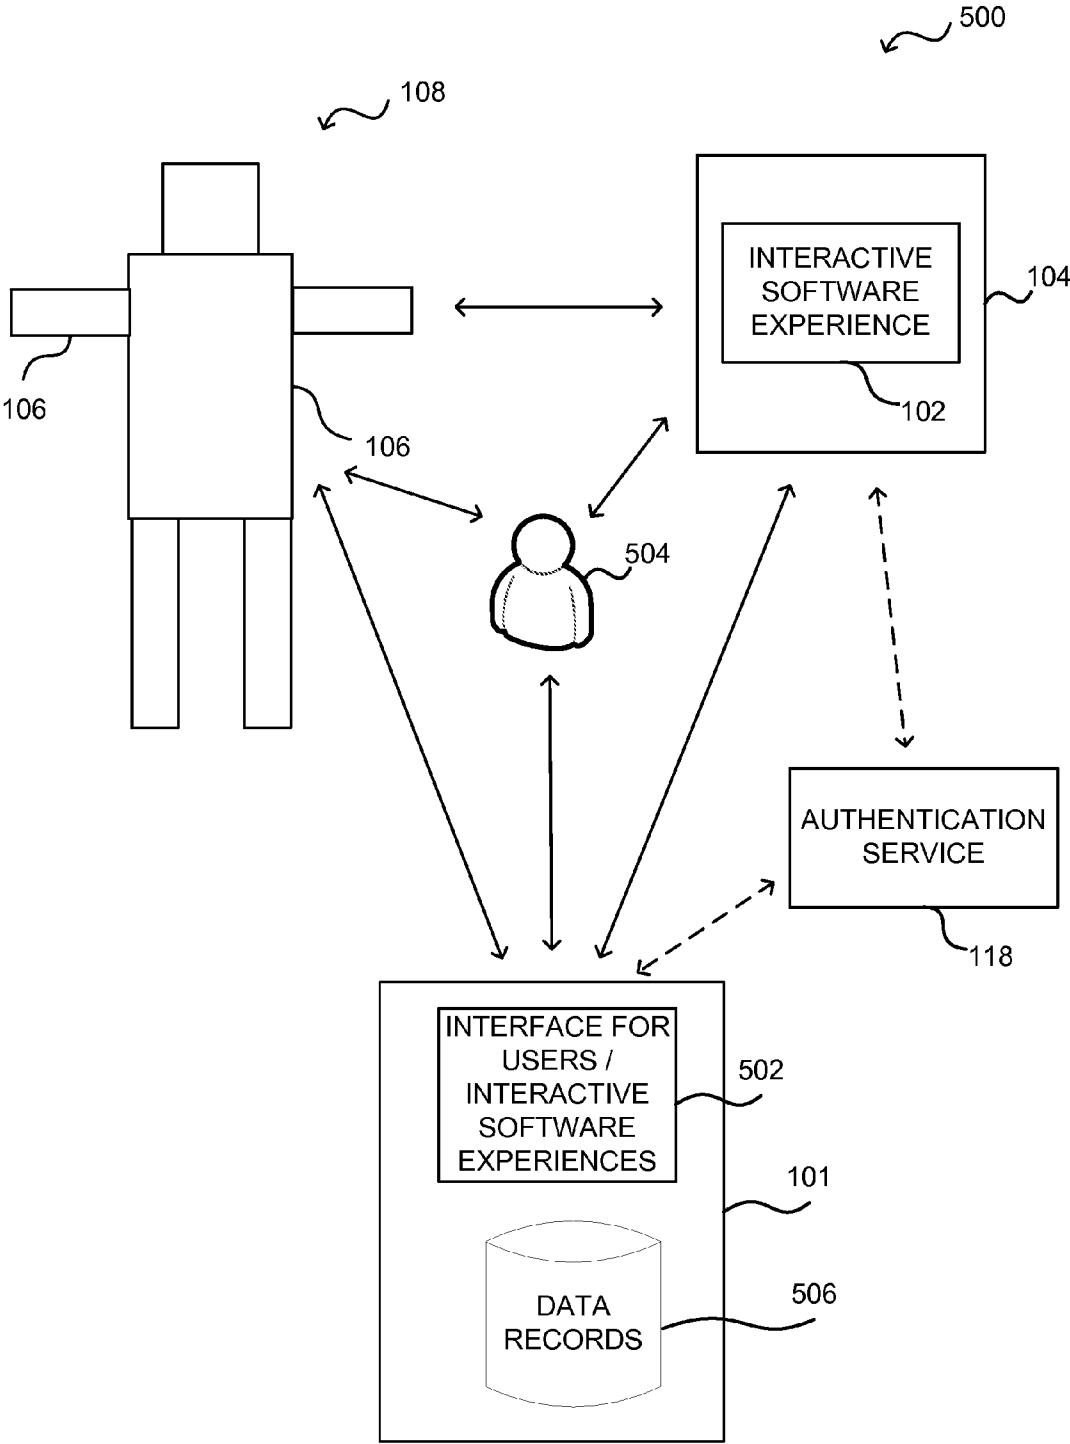 500
108
INTERACTIVE
SOFTWARE
EXPERIENCE
104
102
106
106
504
AUTHENTICATION
SERVICE
118
INTERFACE FOR
USERS /
INTERACTIVE
SOFTWARE
EXPERIENCES
502
101
DATA
RECORDS
506